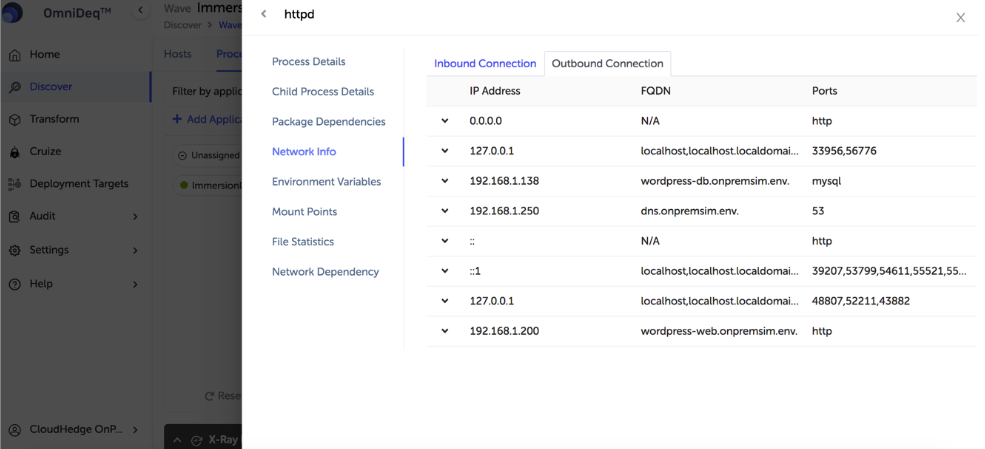 OmniDeq™
Home
Discover
Transform
Cruize
Deployment Targets
Audit
Settings
Help
CloudHedge OnP...
Wave Immers
Discover > Wave
Hosts Proce
Filter by applic
+ Add Applica
Unassigned
Immersion
Rese
X-Ray
httpd
Process Details
Child Process Details
Package Dependencies
Network Info
Environment Variables
Mount Points
File Statistics
Network Dependency
Inbound Connection Outbound Connection
IP Address FQDN Ports
0.0.0.0 N/A http
127.0.0.1 localhost,localhost.localdomai... 33956,56776
192.168.1.138 wordpress-db.onpremsim.env. mysql
192.168.1.250 dns.onpremsim.env. 53
:: N/A http
::1 localhost,localhost.localdomai... 39207,53799,54611,55521,55...
127.0.0.1 localhost,localhost.localdomai... 48807,52211,43882
192.168.1.200 wordpress-web.onpremsim.env. http